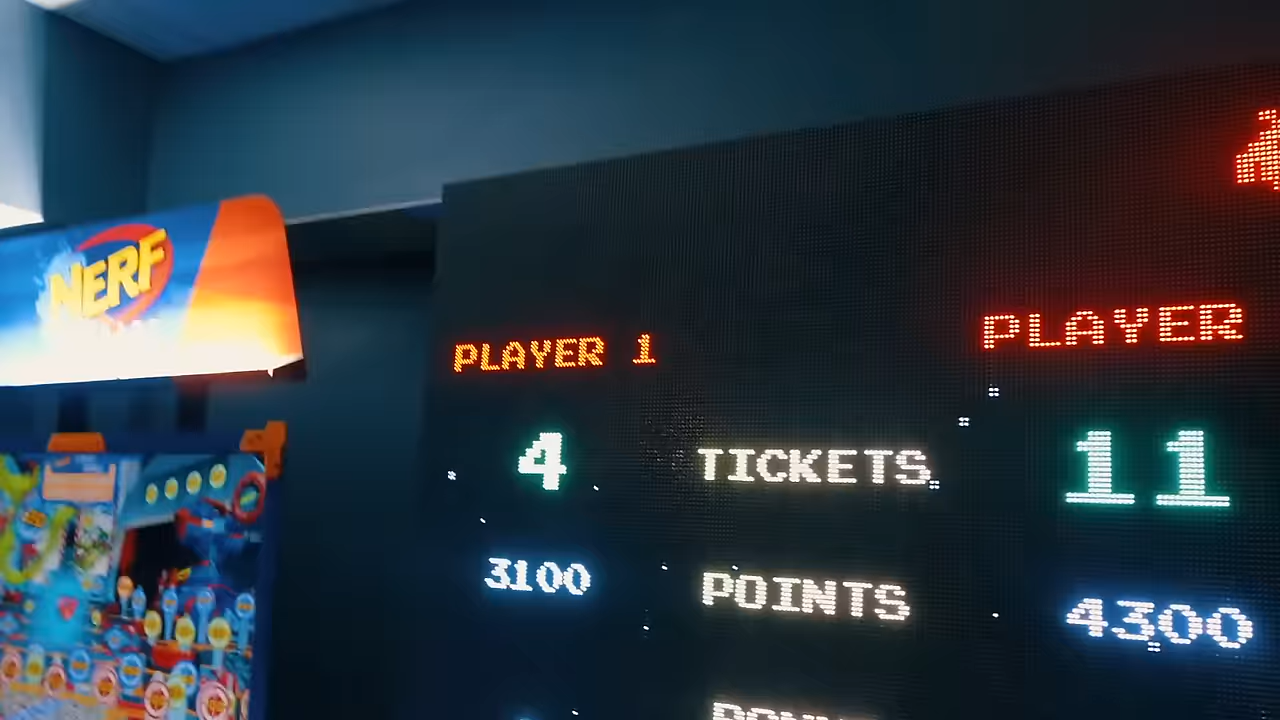 NERF
PLAYER 1
PLAYER
4 TICKETS 11
3100 POINTS 4300